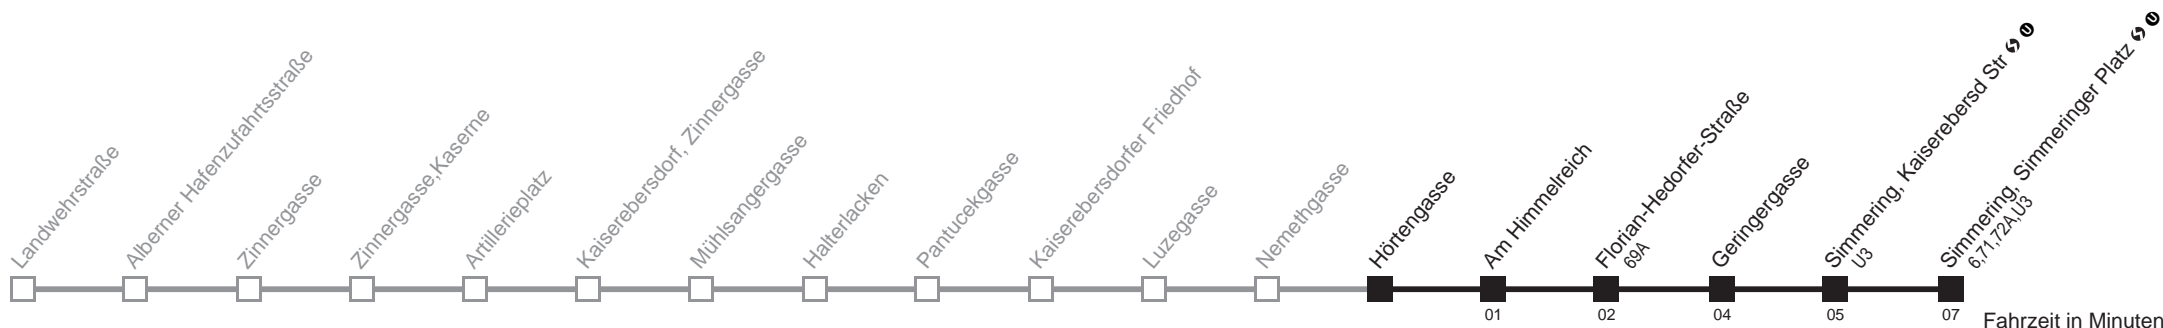 Landwehrstraße
Alberner Hafenzufahrtsstraße
Zinnergasse
Zinnergasse,Kaserne
Artillerieplatz
Kaiserebersdorf, Zinnergasse
Mühlsangergasse
Halterlacken
Pantucekgasse
Kaiserebersdorfer Friedhof
Luzegasse
Nemethgasse
Hörtengasse
Am Himmelreich
01
Florian-Hedorfer-Straße
69A
02
Geringergasse
04
Simmering, Kaiserebersd Str U
U3
05
Simmering, Simmeringer Platz U
6,71,72A,U3
07
Fahrzeit in Minuten